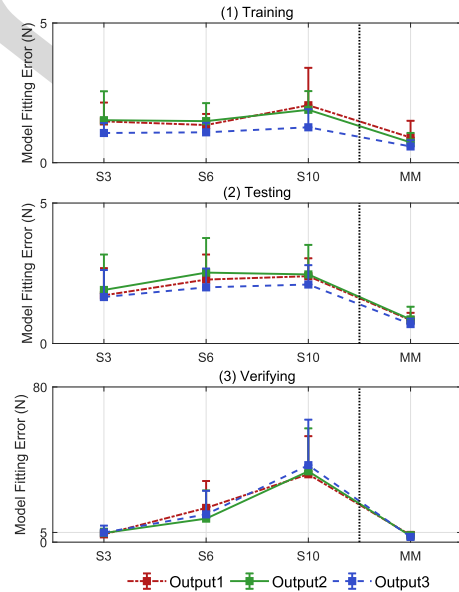 (1) Training
Model Fitting Error (N)
5
0
S3 S6 S10 MM
(2) Testing
Model Fitting Error (N)
5
0
S3 S6 S10 MM
(3) Verifying
Model Fitting Error (N)
80
5
0
S3 S6 S10 MM
Output1 Output2 Output3